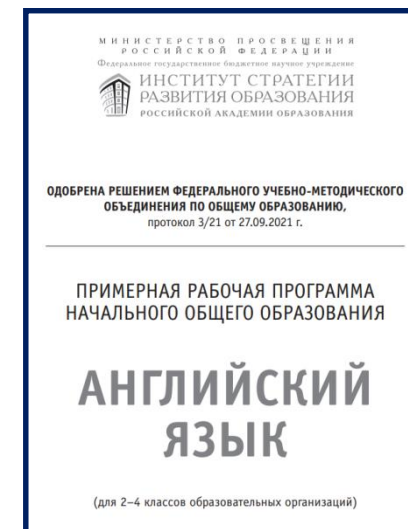 МИНИСТЕРСТВО ПРОСВЕЩЕНИЯ
РОССИЙСКОЙ ФЕДЕРАЦИИ
Федеральное государственное бюджетное научное учреждение
ИНСТИТУТ СТРАТЕГИИ
РАЗВИТИЯ ОБРАЗОВАНИЯ
РОССИЙСКОЙ АКАДЕМИИ ОБРАЗОВАНИЯ
ОДОБРЕНА РЕШЕНИЕМ ФЕДЕРАЛЬНОГО УЧЕБНО-МЕТОДИЧЕСКОГО
ОБЪЕДИНЕНИЯ ПО ОБЩЕМУ ОБРАЗОВАНИЮ,
протокол 3/21 от 27.09.2021 г.
ПРИМЕРНАЯ РАБОЧАЯ ПРОГРАММА
НАЧАЛЬНОГО ОБЩЕГО ОБРАЗОВАНИЯ
АНГЛИЙСКИЙ
ЯЗЫК
(для 2–4 классов образовательных организаций)